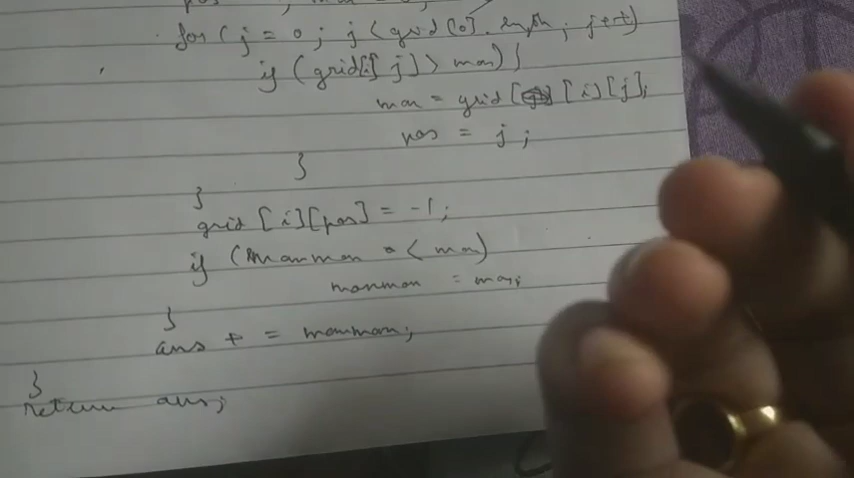 for (j = 0; j < grid[0].length; j++)
if (grid[i][j] > max) {
max = grid [i][j];
pos = j;
}
}
grid [i][pos] = -1;
if (maxmax < max)
maxmax = max;
}
ans += maxmax;
}
return ans;